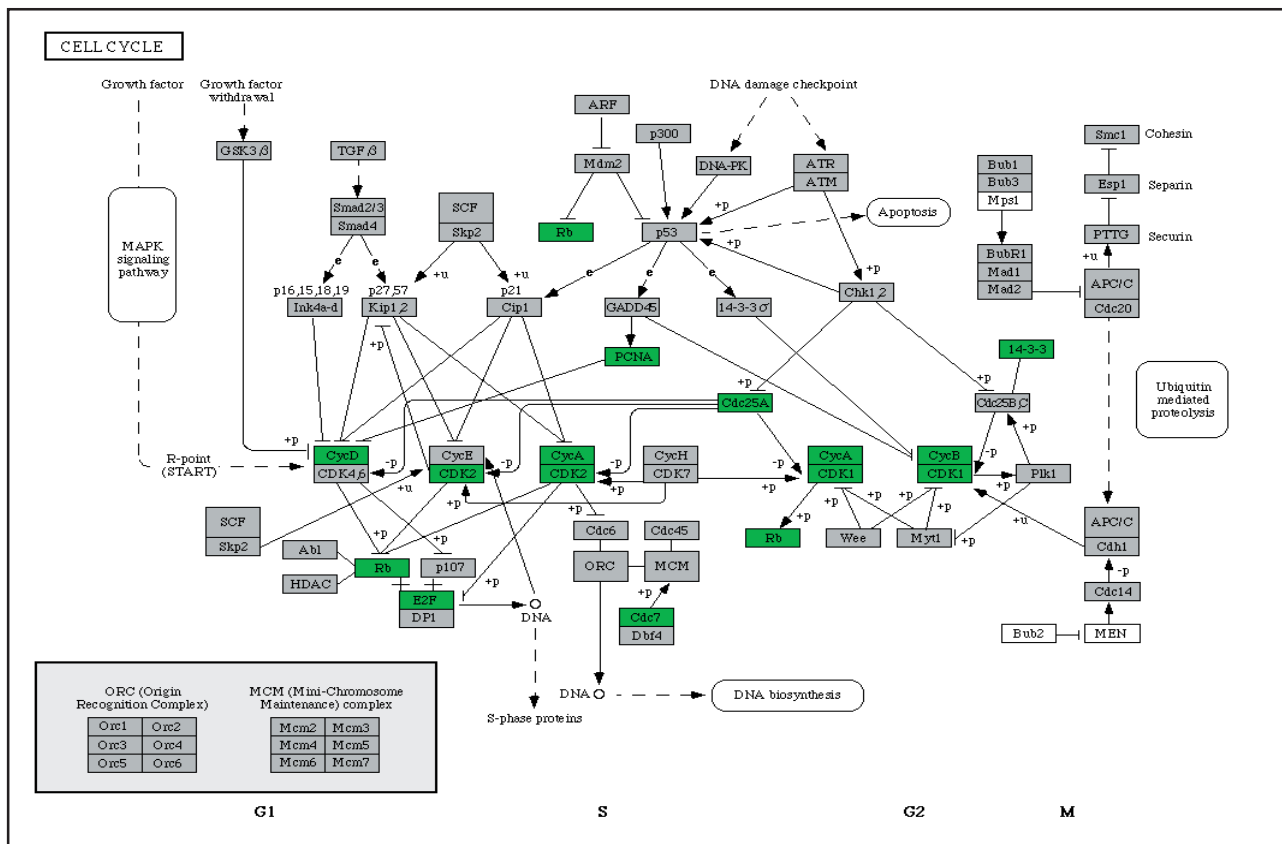 CELL CYCLE
Growth factor
Growth factor
withdrawal
DNA damage checkpoint
ARF
p300
Smc1
Cohesin
GSK3β
TGFβ
Mdm2
DNA-PK
ATR
ATM
Bub1
Bub3
Mps1
Esp1
Separin
+p
Smad2/3
Smad4
SCF
Skp2
Rb
p53
Apoptosis
PTTG
Securin
MAPK
signaling
pathway
+p
BubR1
Mad1
Mad2
+u
e
e
+u
+u
e
e
e
+p
APC/C
Cdc20
p16,15,18,19
Ink4a-d
p27,57
Kip1,2
p21
Cip1
GADD45
14-3-3σ
Chk1,2
+p
PCNA
14-3-3
+p
+p
Cdc25A
Cdc25B,C
Ubiquitin
mediated
proteolysis
R-point
(START)
+p
CycD
CDK4,6
-p
CycE
CDK2
-p
CycA
CDK2
-p
+p
CycH
CDK7
+p
-p
CycA
CDK1
CycB
CDK1
-p
+p
Plk1
+u
+p
+p
+p
+p
+p
+u
SCF
Skp2
+p
+p
Cdc6
Cdc45
Rb
Wee
Myt1
+p
APC/C
Cdh1
Abl
HDAC
Rb
p107
ORC
MCM
-p
+p
+p
Cdc14
E2F
DP1
DNA
Cdc7
Dbf4
Bub2
MEN
ORC (Origin
Recognition Complex)
MCM (Mini-Chromosome
Maintenance) complex
DNA
DNA biosynthesis
S-phase proteins
Orc1 Orc2
Orc3 Orc4
Orc5 Orc6
Mcm2 Mcm3
Mcm4 Mcm5
Mcm6 Mcm7
G1
S
G2
M